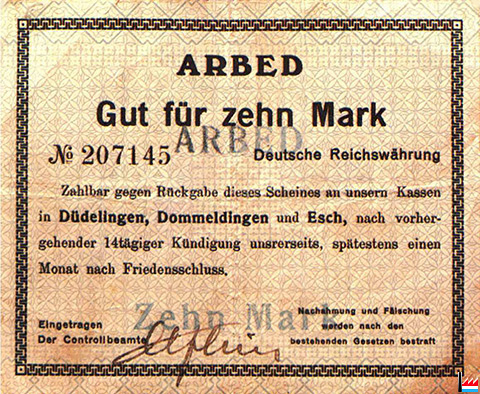 ARBED
Gut für zehn Mark
ARBED
№ 207145
Deutsche Reichswährung
Zahlbar gegen Rückgabe dieses Scheines an unsern Kassen
in Düdelingen, Dommeldingen und Esch, nach vorher-
gehender 14tägiger Kündigung unsrerseits, spätestens einen
Monat nach Friedensschluss.
Zehn Mark
Eingetragen
Der Controllbeamte
Nachahmung und Fälschung
werden nach den
bestehenden Gesetzen bestraft